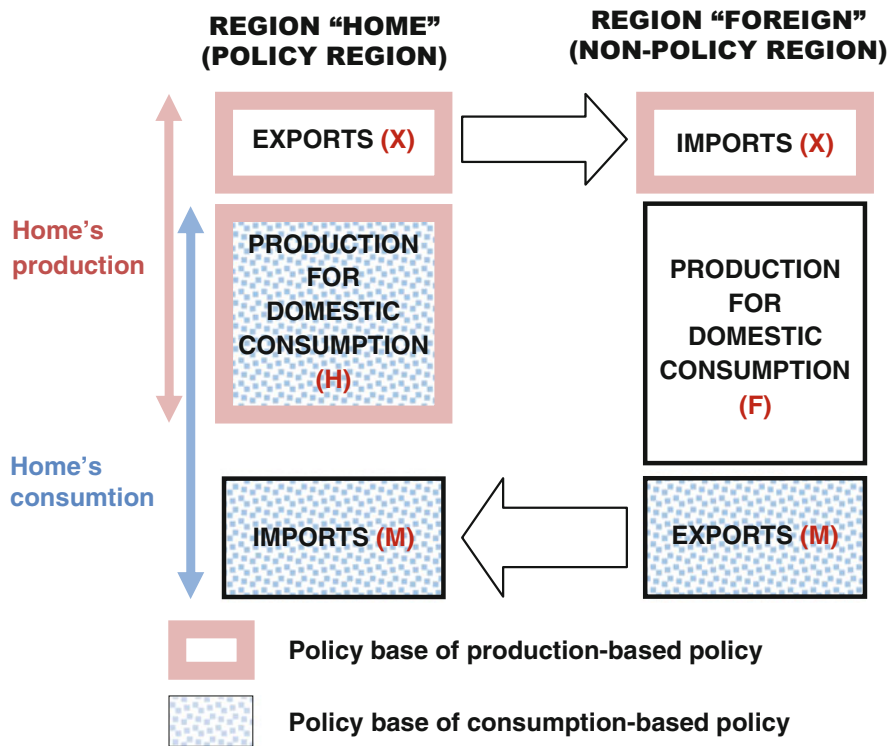 REGION “HOME”
(POLICY REGION)
REGION “FOREIGN”
(NON-POLICY REGION)
EXPORTS (X)
IMPORTS (X)
Home’s
production
PRODUCTION
FOR
DOMESTIC
CONSUMPTION
(H)
PRODUCTION
FOR
DOMESTIC
CONSUMPTION
(F)
Home’s
consumtion
IMPORTS (M)
EXPORTS (M)
Policy base of production-based policy
Policy base of consumption-based policy